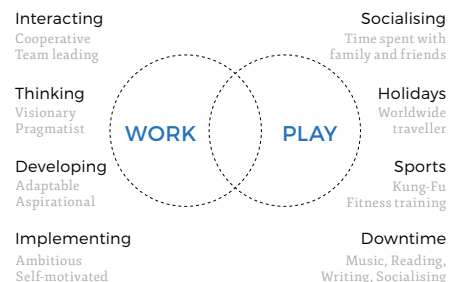 Interacting
Cooperative
Team leading
Thinking
Visionary
Pragmatist
Developing
Adaptable
Aspirational
Implementing
Ambitious
Self-motivated
WORK
PLAY
Socialising
Time spent with
family and friends
Holidays
Worldwide
traveller
Sports
Kung-Fu
Fitness training
Downtime
Music, Reading,
Writing, Socialising